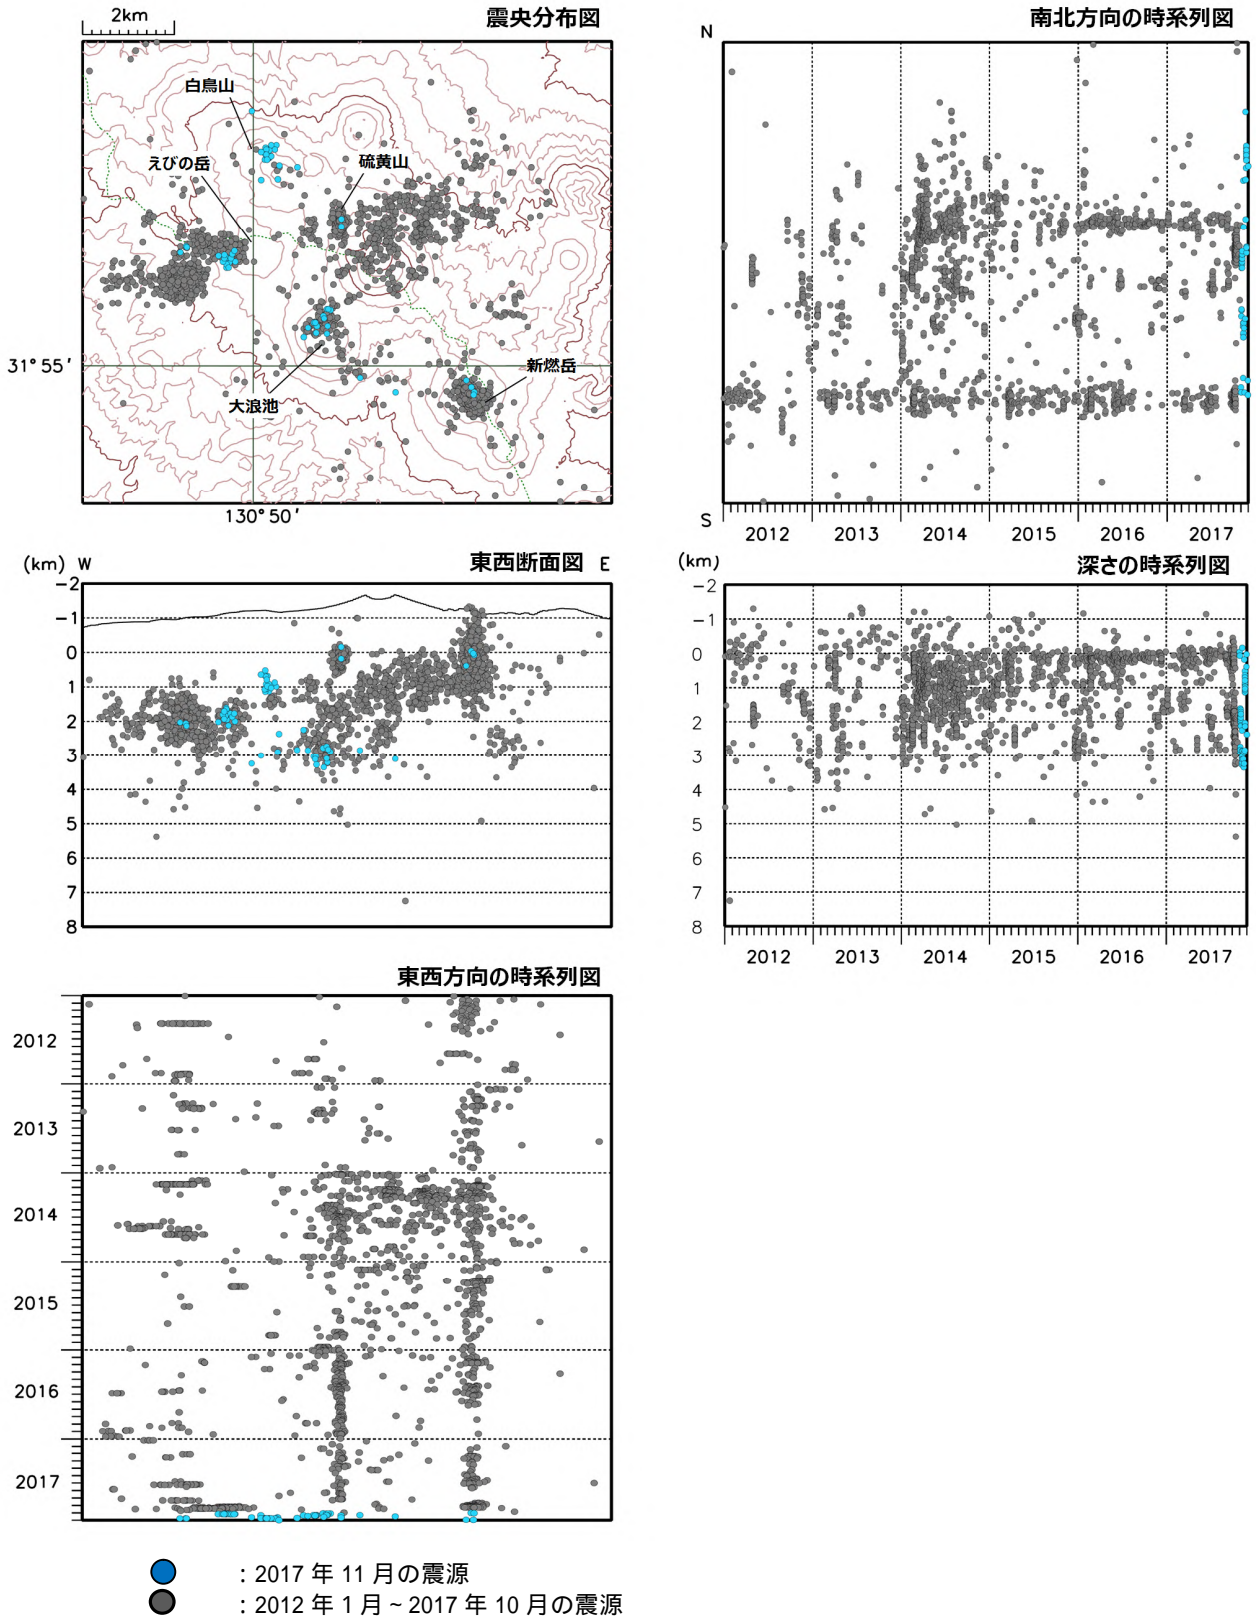 2km
震央分布図
白鳥山
えびの岳
硫黄山
31°55′
新燃岳
大浪池
130°50′
南北方向の時系列図
N
S
2012 2013 2014 2015 2016 2017
(km) W 東西断面図 E
-2
-1
0
1
2
3
4
5
6
7
8
(km) 深さの時系列図
-2
-1
0
1
2
3
4
5
6
7
8
2012 2013 2014 2015 2016 2017
東西方向の時系列図
2012
2013
2014
2015
2016
2017
：2017 年 11 月の震源
：2012 年 1 月～2017 年 10 月の震源